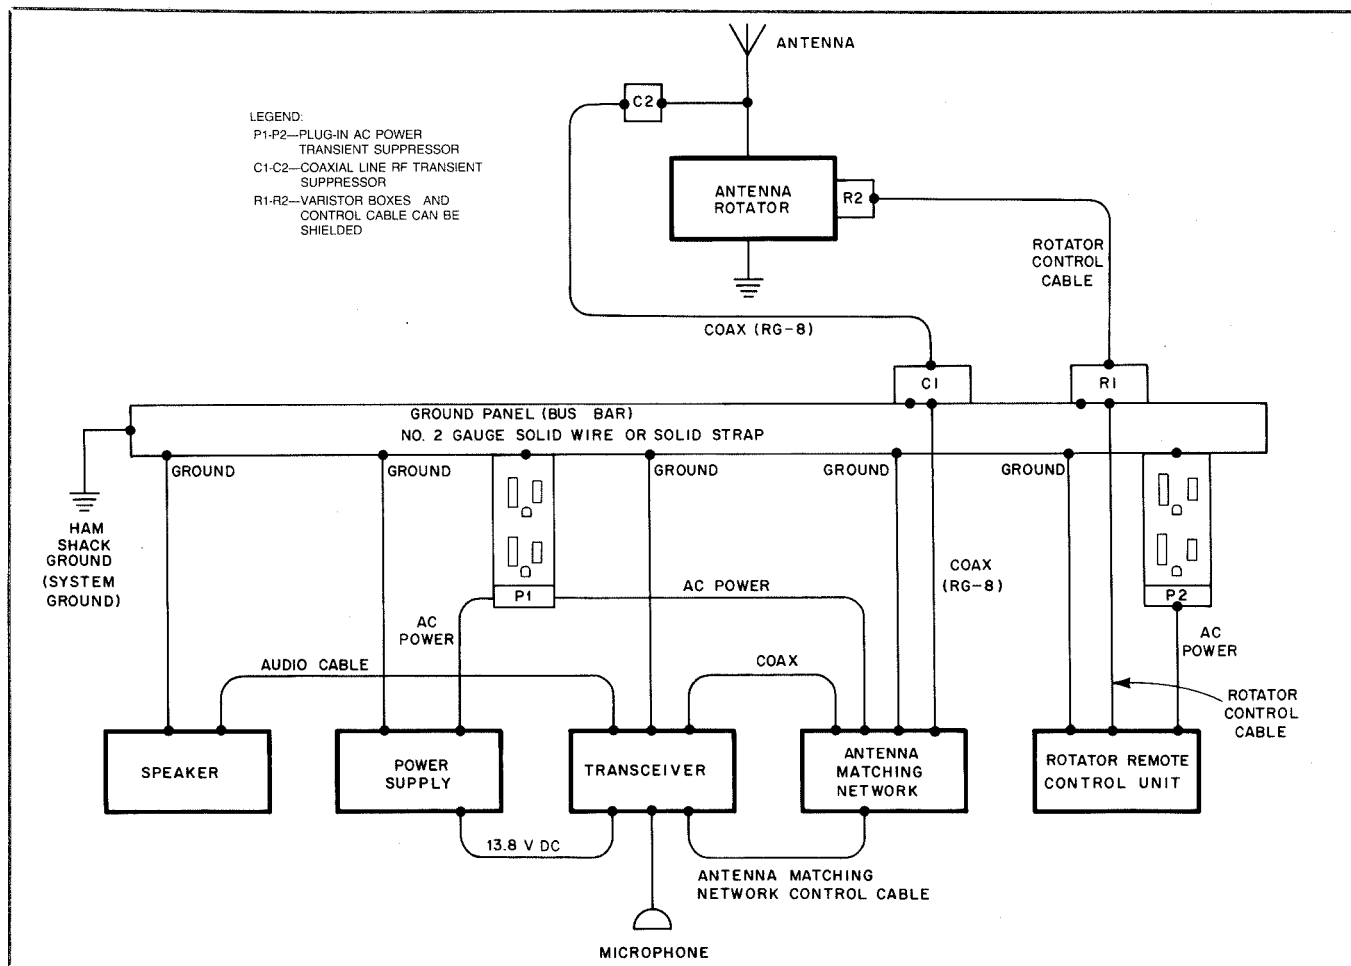 ANTENNA
C2
LEGEND:
P1-P2—PLUG-IN AC POWER
TRANSIENT SUPPRESSOR
C1-C2—COAXIAL LINE RF TRANSIENT
SUPPRESSOR
R1-R2—VARISTOR BOXES AND
CONTROL CABLE CAN BE
SHIELDED
ANTENNA
ROTATOR
R2
ROTATOR
CONTROL
CABLE
COAX (RG-8)
C1
R1
GROUND PANEL (BUS BAR)
NO. 2 GAUGE SOLID WIRE OR SOLID STRAP
GROUND
GROUND
GROUND
GROUND
GROUND
HAM
SHACK
GROUND
(SYSTEM
GROUND)
P1
AC POWER
COAX
(RG-8)
P2
AC
POWER
AC
POWER
AUDIO CABLE
COAX
ROTATOR
CONTROL
CABLE
SPEAKER
POWER
SUPPLY
TRANSCEIVER
ANTENNA
MATCHING
NETWORK
ROTATOR REMOTE
CONTROL UNIT
13.8 V DC
ANTENNA MATCHING
NETWORK CONTROL CABLE
MICROPHONE